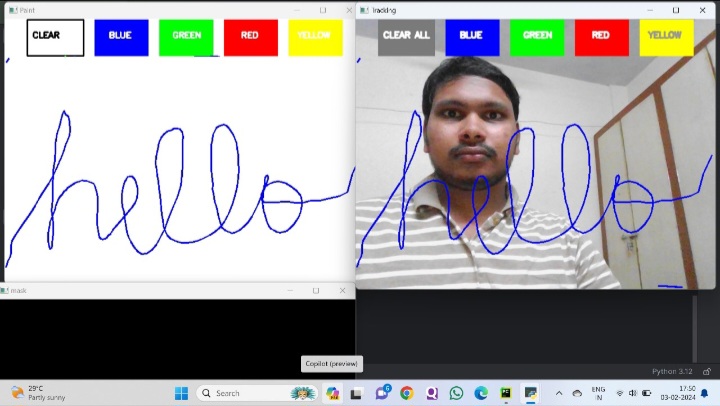 Paint
CLEAR BLUE GREEN RED YELLOW
Tracking
CLEAR ALL BLUE GREEN RED YELLOW
hello
hello
mask
Copilot (preview)
Python 3.12
29°C
Partly sunny
Search
6
ENG
IN
17:50
03-02-2024